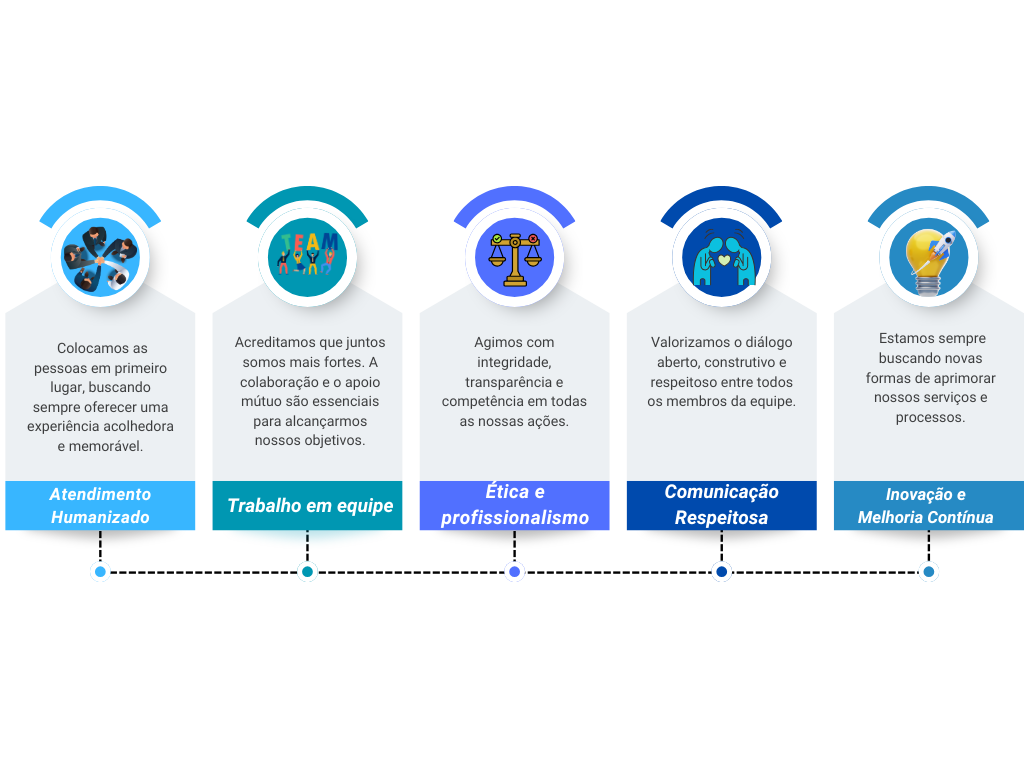 TEAM
Colocamos as
pessoas em primeiro
lugar, buscando
sempre oferecer uma
experiência acolhedora
e memorável.
Atendimento
Humanizado
Acreditamos que juntos
somos mais fortes. A
colaboração e o apoio
mútuo são essenciais
para alcançarmos
nossos objetivos.
Trabalho em equipe
Agimos com
integridade,
transparência e
competência em todas
as nossas ações.
Ética e
profissionalismo
Valorizamos o diálogo
aberto, construtivo e
respeitoso entre todos
os membros da equipe.
Comunicação
Respeitosa
Estamos sempre
buscando novas
formas de aprimorar
nossos serviços e
processos.
Inovação e
Melhoria Contínua